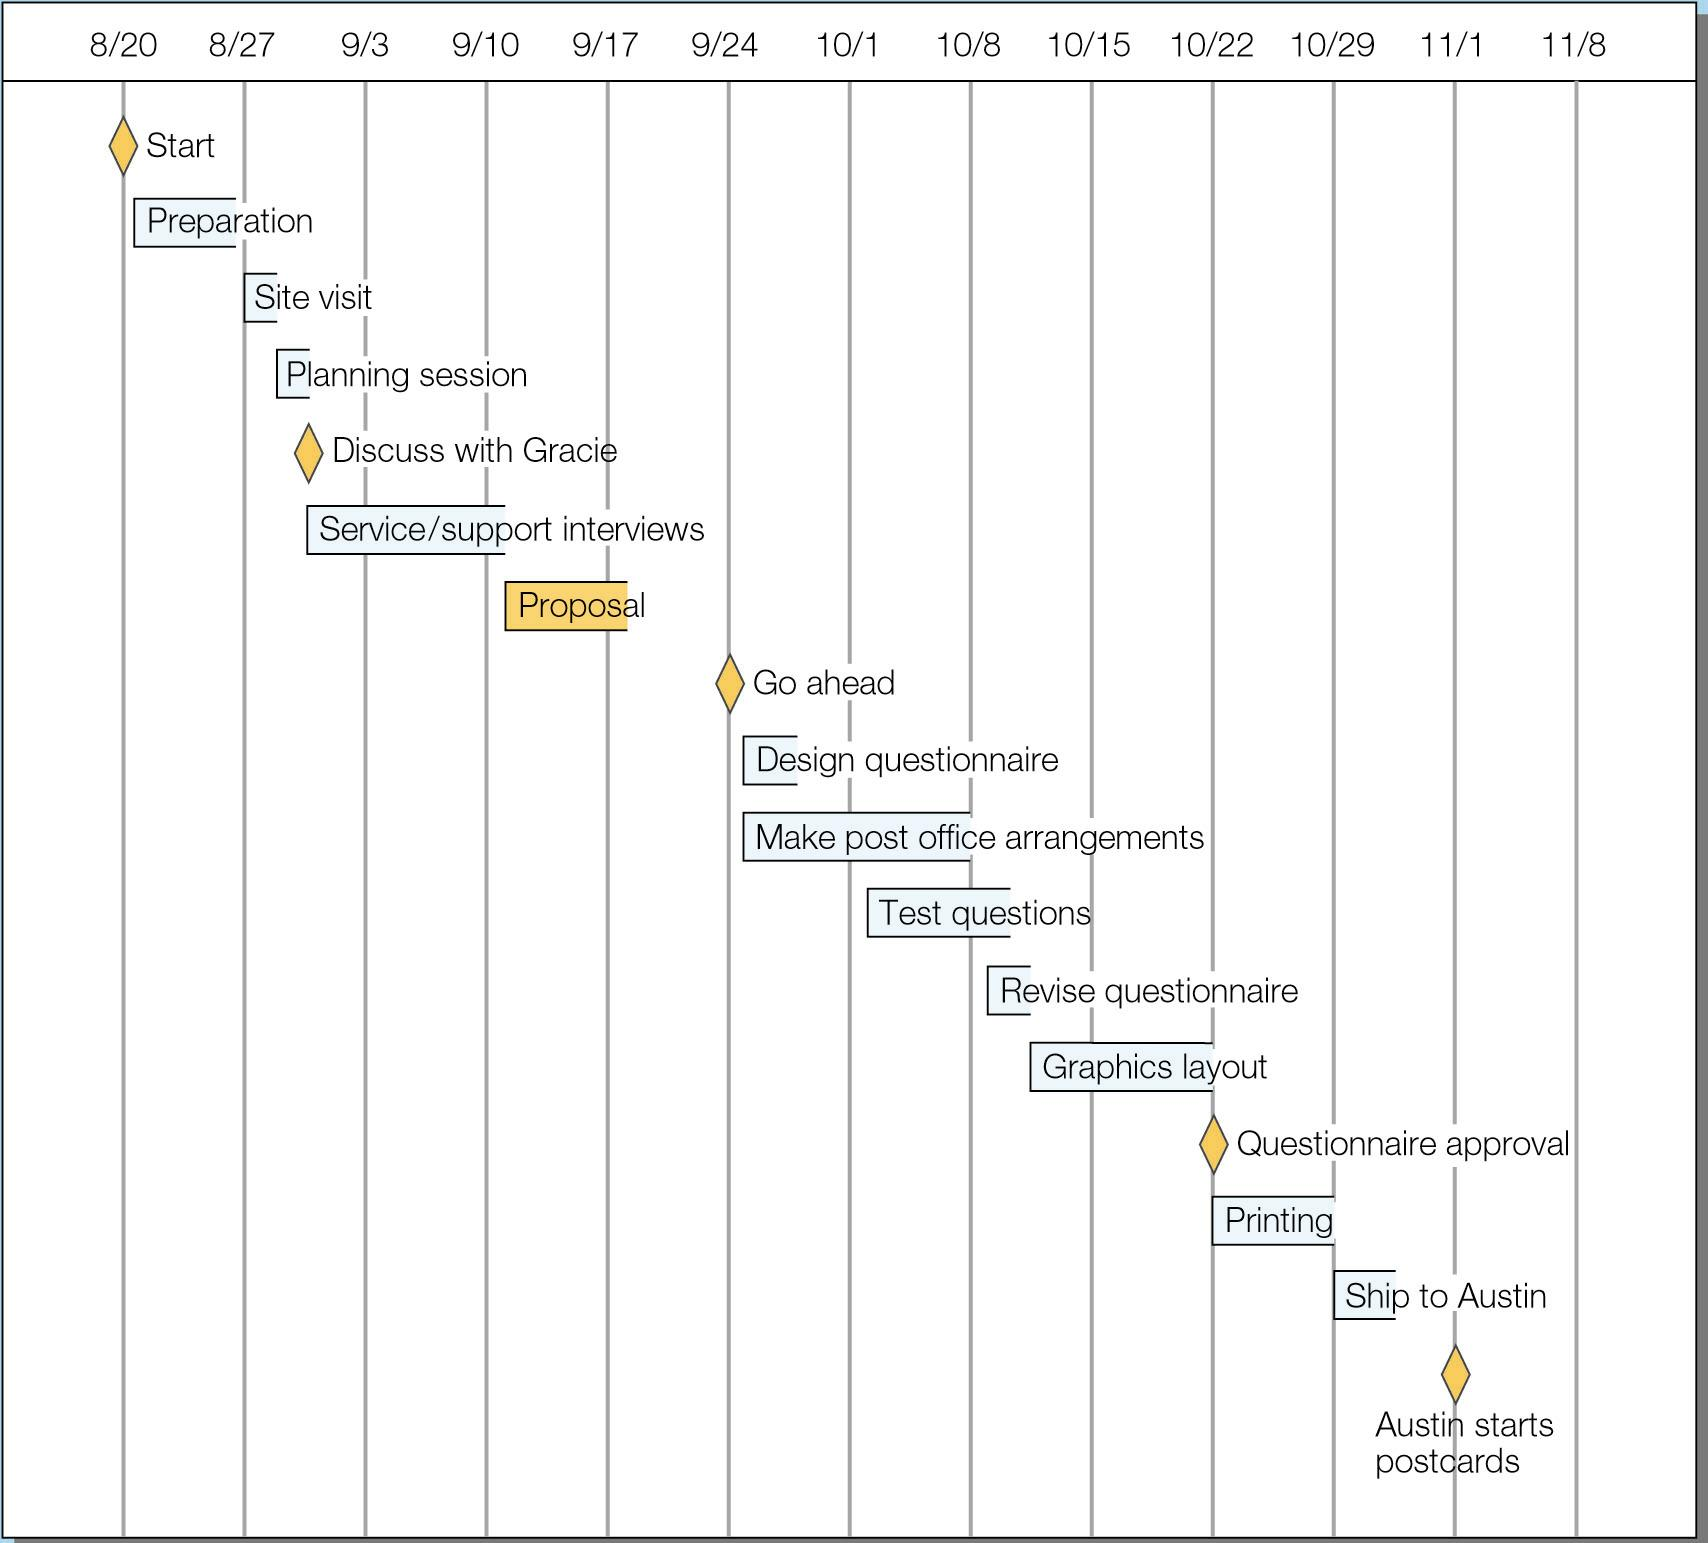 8/20 8/27 9/3 9/10 9/17 9/24 10/1 10/8 10/15 10/22 10/29 11/1 11/8
Start
Preparation
Site visit
Planning session
Discuss with Gracie
Service/support interviews
Proposal
Go ahead
Design questionnaire
Make post office arrangements
Test questions
Revise questionnaire
Graphics layout
Questionnaire approval
Printing
Ship to Austin
Austin starts
postcards